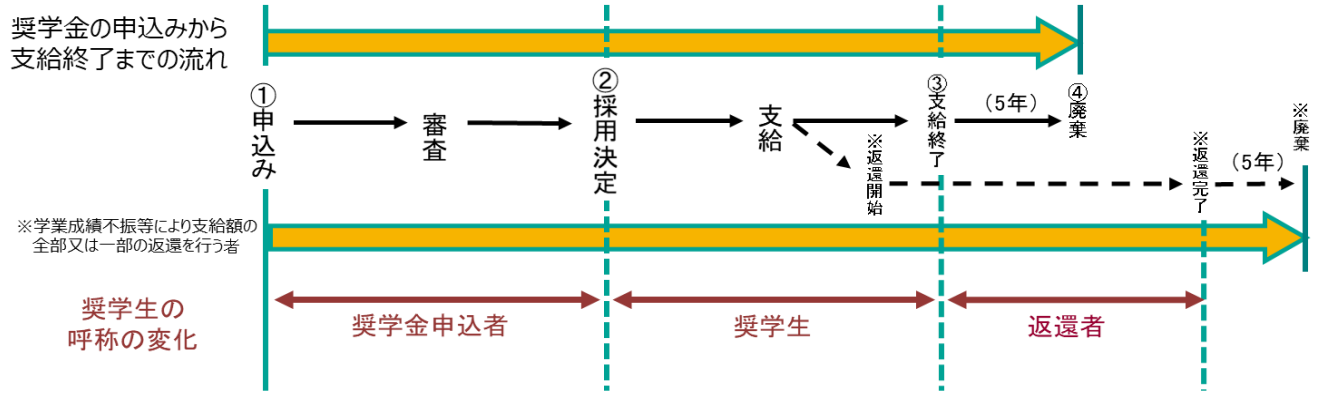 奨学金の申込みから
支給終了までの流れ
①申込み
審査
②採用決定
支給
※返還開始
③支給終了
（5年）
④廃棄
※返還完了
（5年）
※廃棄
※学業成績不振等により支給額の
全部又は一部の返還を行う者
奨学生の
呼称の変化
奨学金申込者
奨学生
返還者